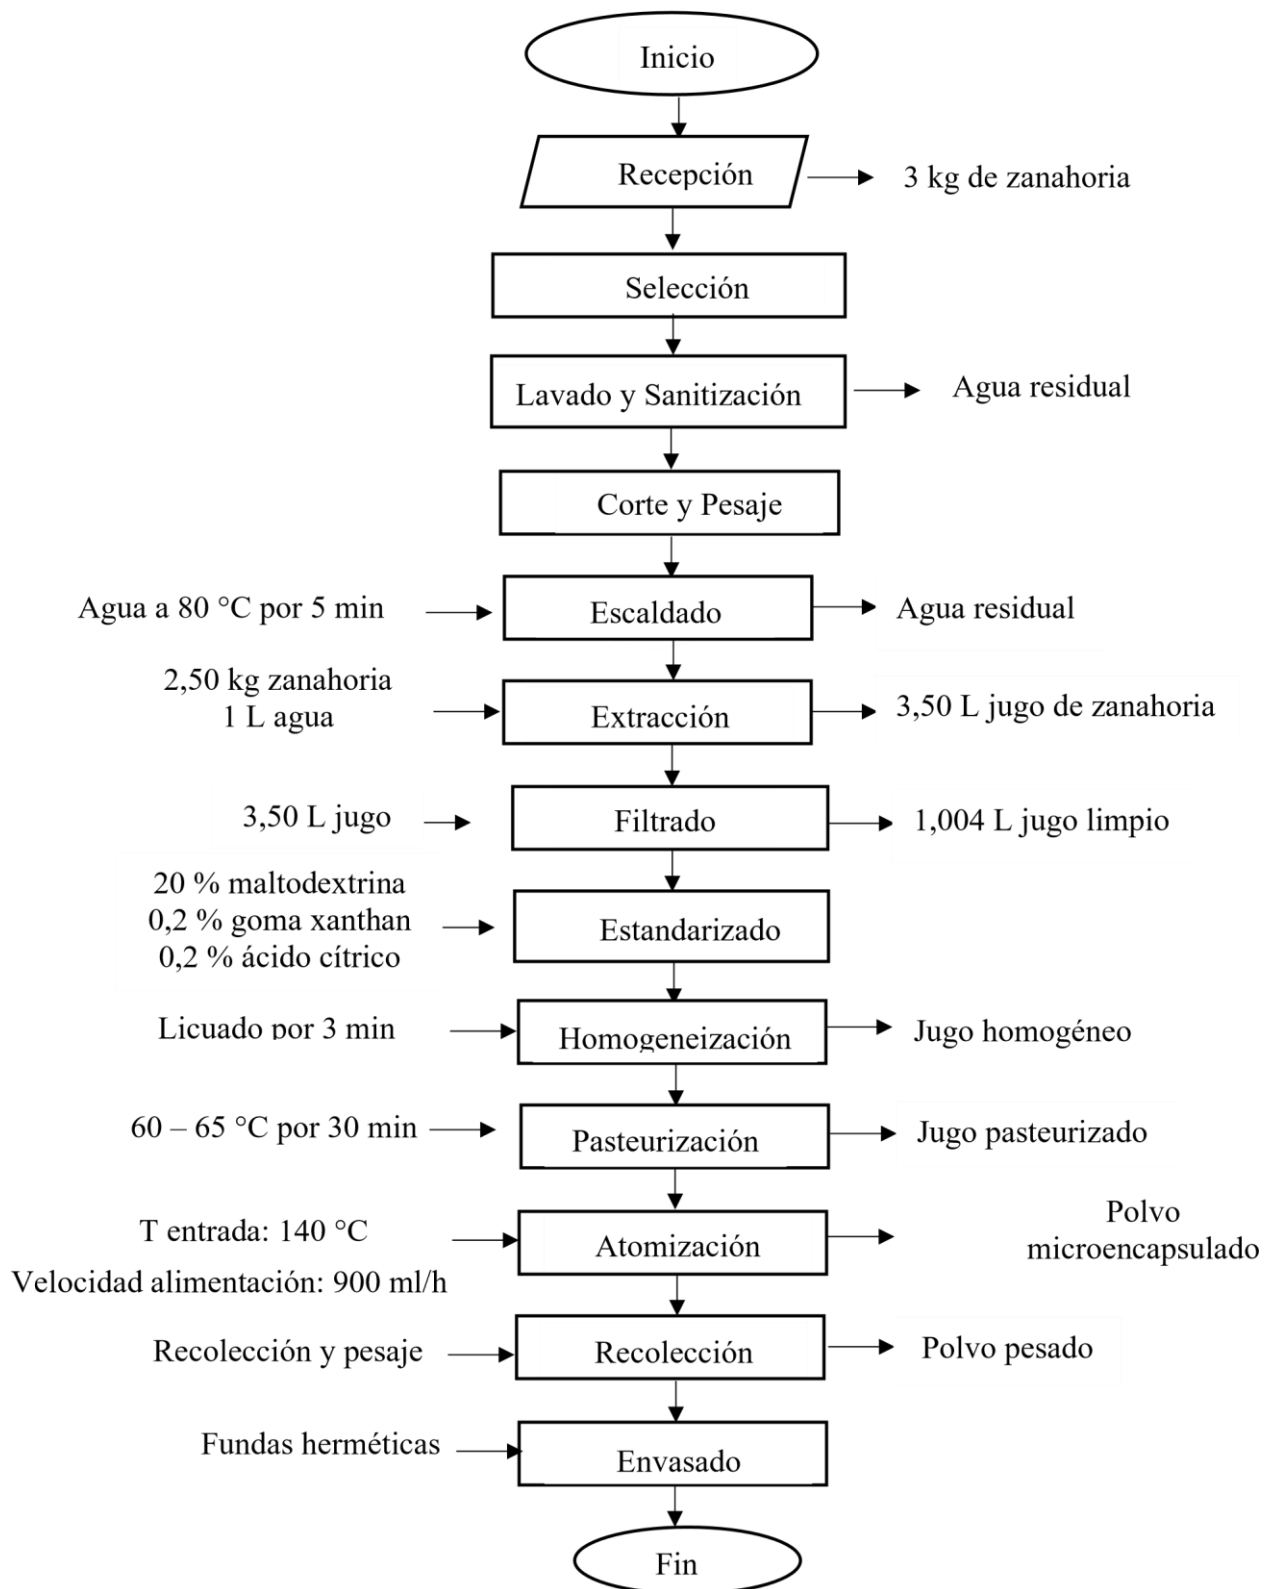 Inicio
Recepción
3 kg de zanahoria
Selección
Lavado y Sanitización
Agua residual
Corte y Pesaje
Agua a 80 °C por 5 min
Escaldado
Agua residual
2,50 kg zanahoria
1 L agua
Extracción
3,50 L jugo de zanahoria
3,50 L jugo
Filtrado
1,004 L jugo limpio
20 % maltodextrina
0,2 % goma xanthan
0,2 % ácido cítrico
Estandarizado
Licuado por 3 min
Homogeneización
Jugo homogéneo
60 – 65 °C por 30 min
Pasteurización
Jugo pasteurizado
T entrada: 140 °C
Velocidad alimentación: 900 ml/h
Atomización
Polvo
microencapsulado
Recolección y pesaje
Recolección
Polvo pesado
Fundas herméticas
Envasado
Fin